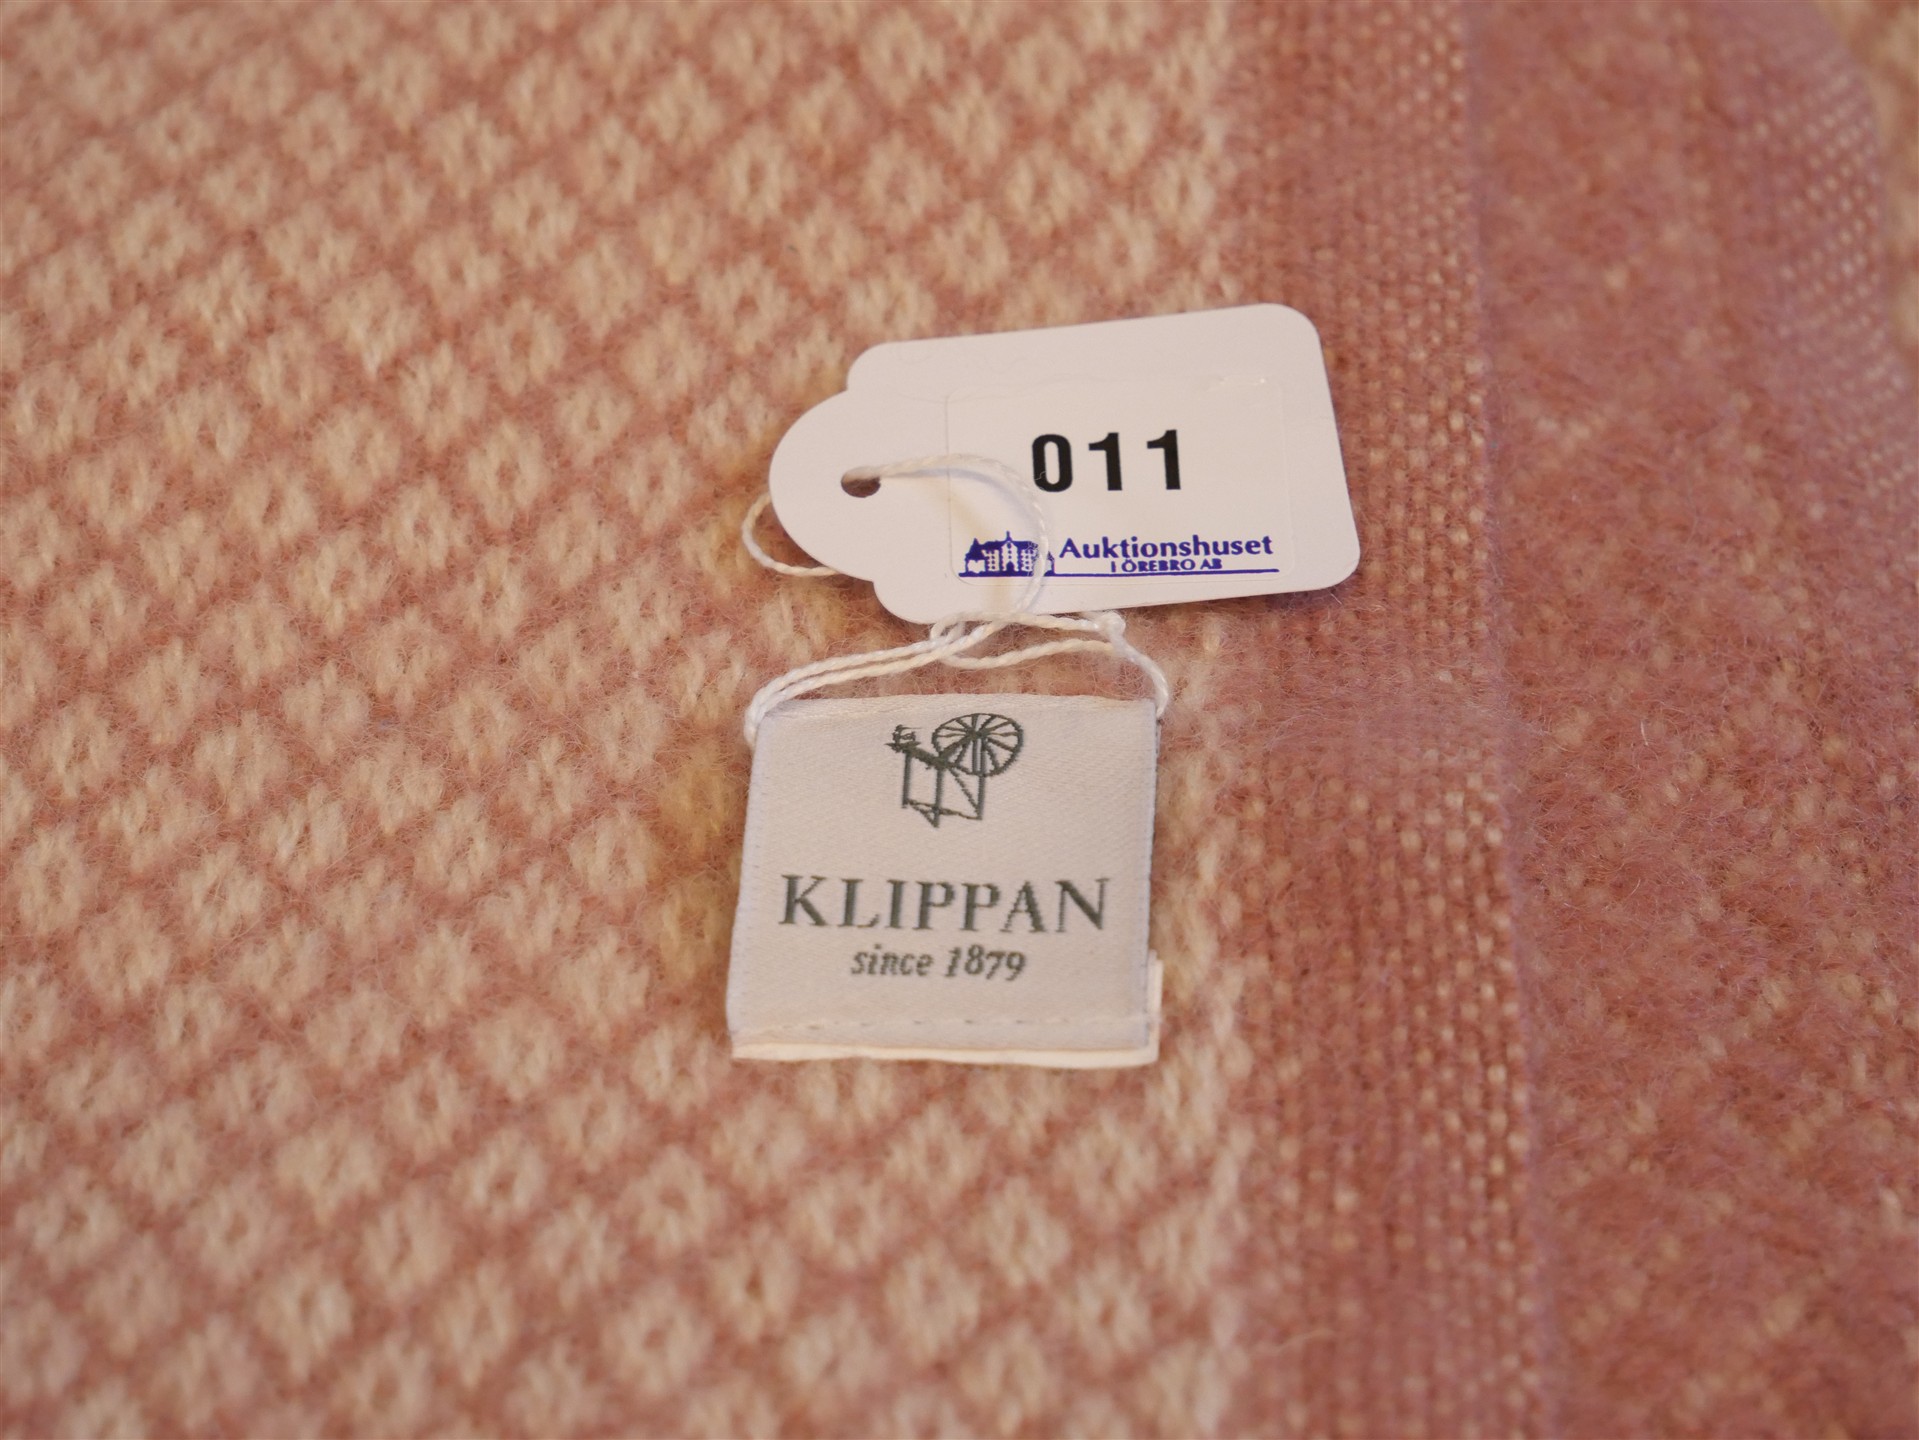 011
Auktionshuset
I ÖREBRO AB
KLIPPAN
since 1879